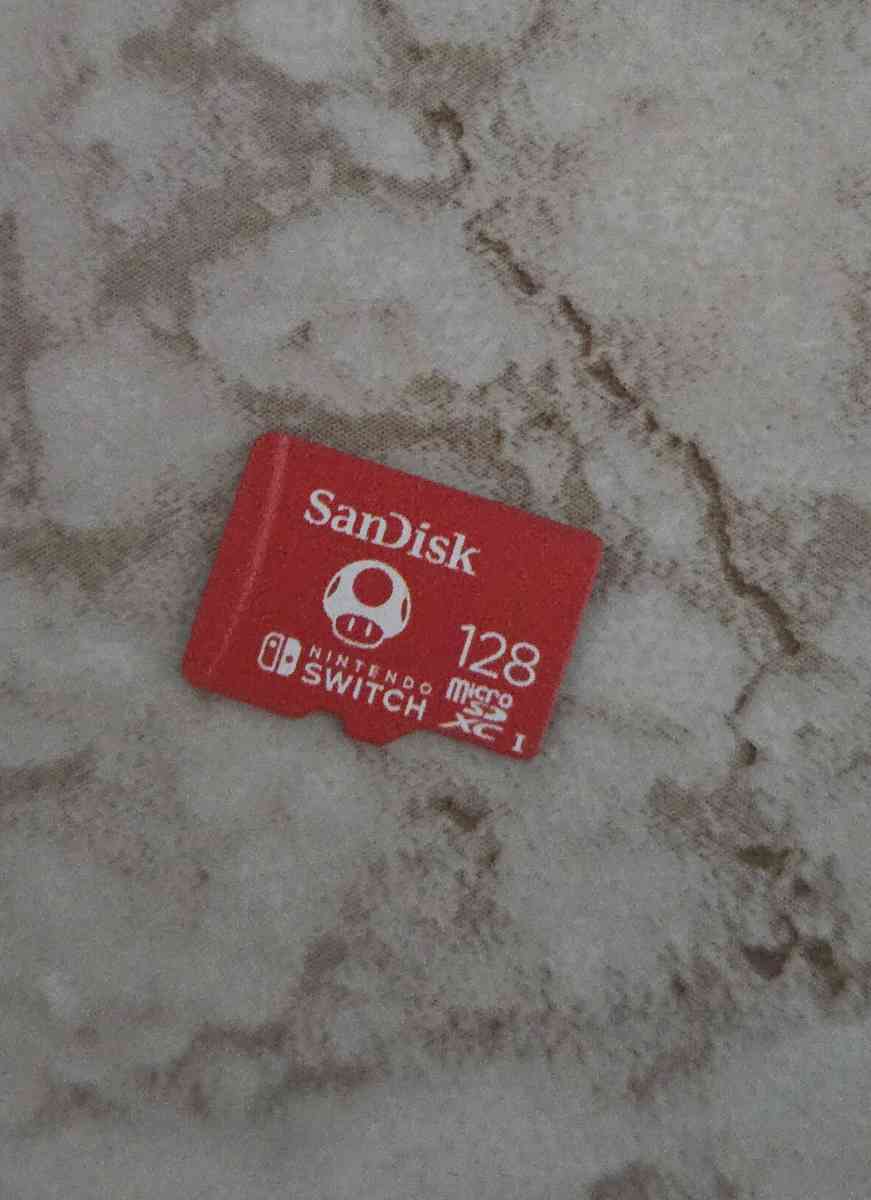 SanDisk
128
NINTENDO
SWITCH
micro
SD
XC I